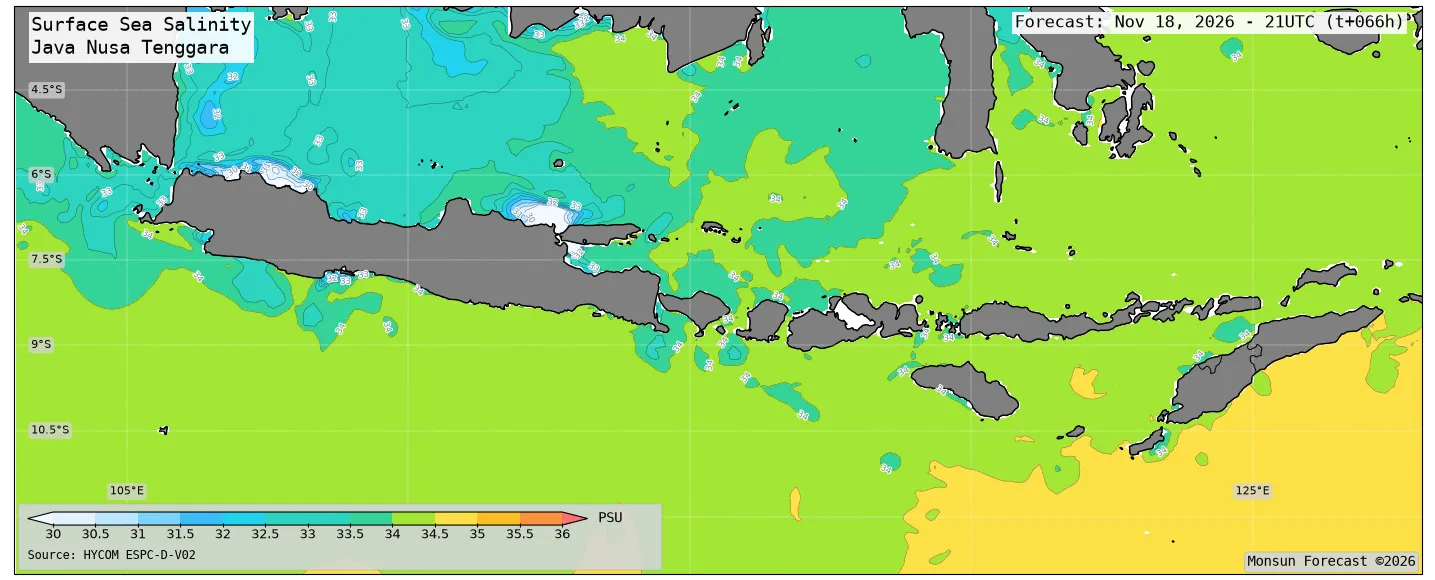 Surface Sea Salinity
Java Nusa Tenggara
Forecast: Nov 18, 2026 - 21UTC (t+066h)
4.5°S
6°S
7.5°S
9°S
10.5°S
105°E
125°E
30 30.5 31 31.5 32 32.5 33 33.5 34 34.5 35 35.5 36 PSU
Source: HYCOM ESPC-D-V02
Monsun Forecast ©2026